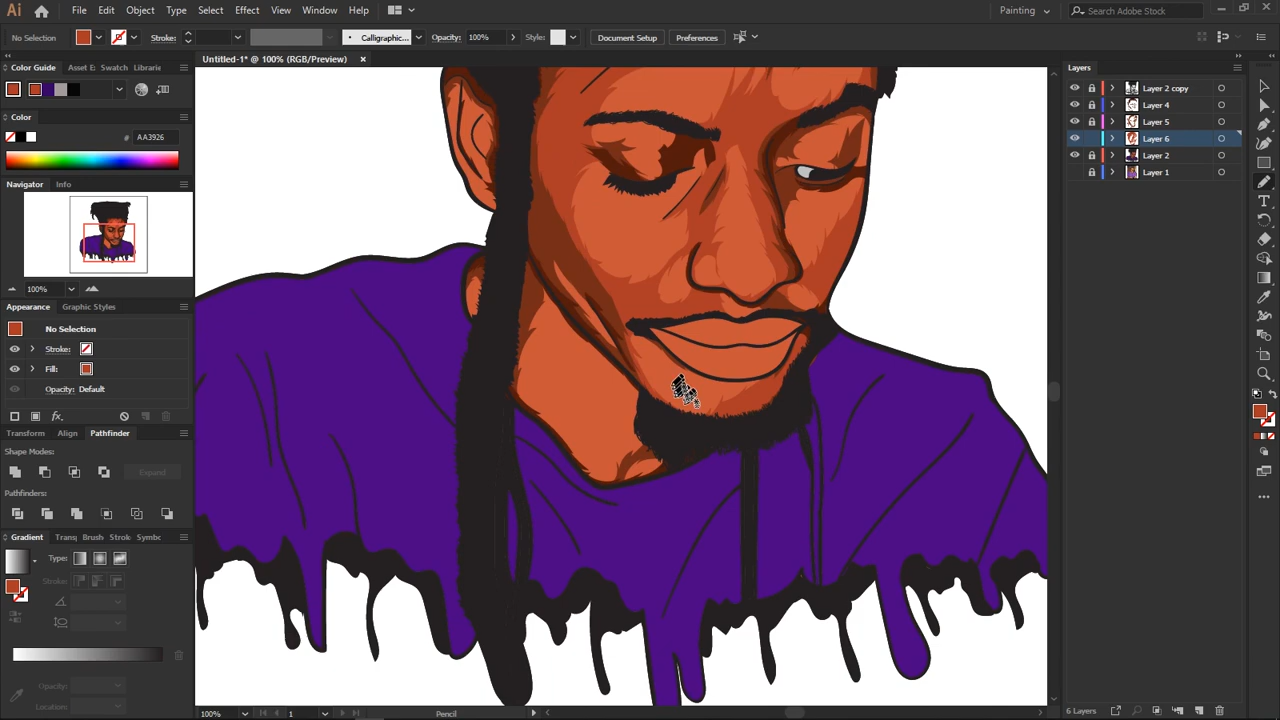 Ai File Edit Object Type Select Effect View Window Help Painting Search Adobe Stock
No Selection Stroke: Calligraphic... Opacity: 100% Style: Document Setup Preferences
Untitled-1* @ 100% (RGB/Preview)
Color Guide Asset E Swatch Librarie
Color
# AA3926
Navigator Info
100%
Appearance Graphic Styles
No Selection
Stroke:
Fill:
Opacity: Default
fx
Transform Align Pathfinder
Shape Modes:
Expand
Pathfinders:
Gradient Transp Brush Stroke Symbc
Type:
Stroke:
Opacity:
Location:
Layers
Layer 2 copy
Layer 4
Layer 5
Layer 6
Layer 2
Layer 1
100% 1 Pencil
6 Layers